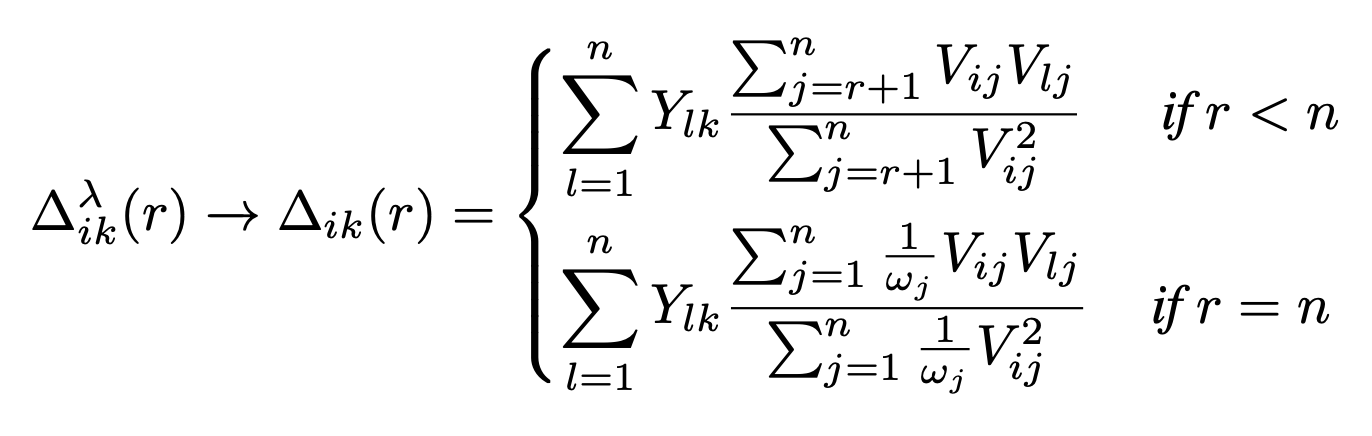 \Delta_{ik}^{\lambda}(r) \to \Delta_{ik}(r) = \begin{cases} \sum_{l=1}^{n} Y_{lk} \frac{\sum_{j=r+1}^{n} V_{ij} V_{lj}}{\sum_{j=r+1}^{n} V_{ij}^{2}} & if \, r < n \\ \sum_{l=1}^{n} Y_{lk} \frac{\sum_{j=1}^{n} \frac{1}{\omega_j} V_{ij} V_{lj}}{\sum_{j=1}^{n} \frac{1}{\omega_j} V_{ij}^{2}} & if \, r = n \end{cases}